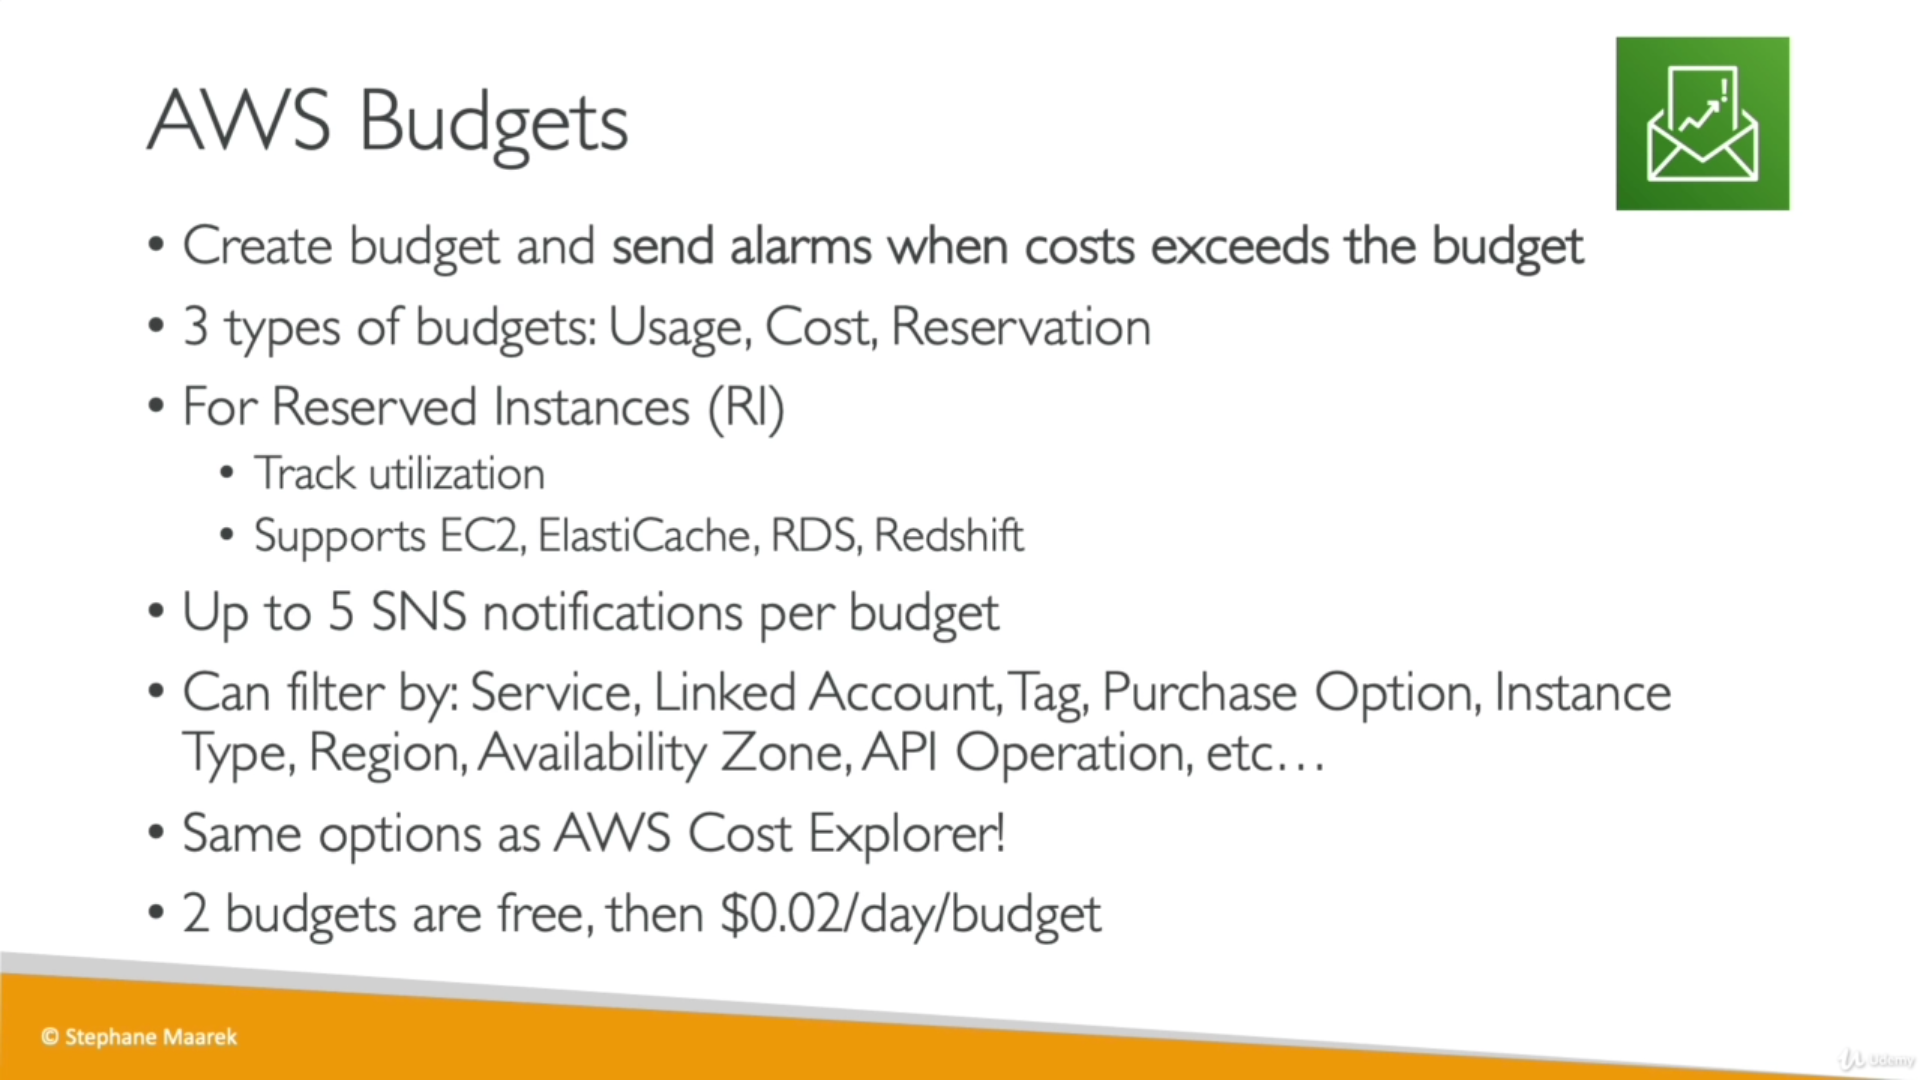 AWS Budgets
• Create budget and send alarms when costs exceeds the budget
• 3 types of budgets: Usage, Cost, Reservation
• For Reserved Instances (RI)
• Track utilization
• Supports EC2, ElastiCache, RDS, Redshift
• Up to 5 SNS notifications per budget
• Can filter by: Service, Linked Account, Tag, Purchase Option, Instance
Type, Region, Availability Zone, API Operation, etc…
• Same options as AWS Cost Explorer!
• 2 budgets are free, then $0.02/day/budget
© Stephane Maarek
Udemy